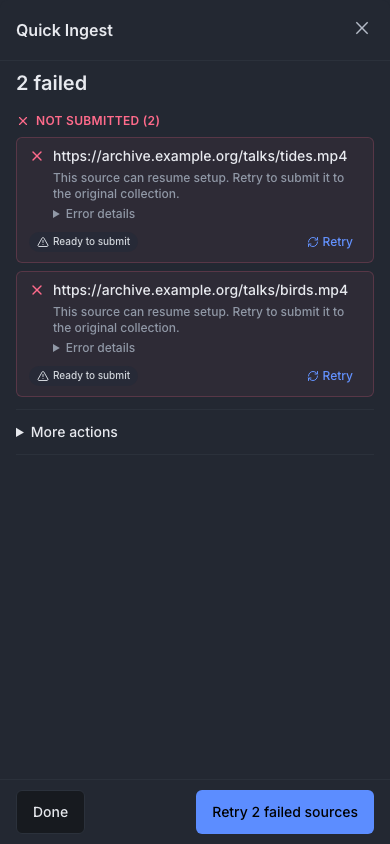 Quick Ingest
2 failed
NOT SUBMITTED (2)
https://archive.example.org/talks/tides.mp4
This source can resume setup. Retry to submit it to
the original collection.
Error details
Ready to submit
Retry
https://archive.example.org/talks/birds.mp4
This source can resume setup. Retry to submit it to
the original collection.
Error details
Ready to submit
Retry
More actions
Done
Retry 2 failed sources